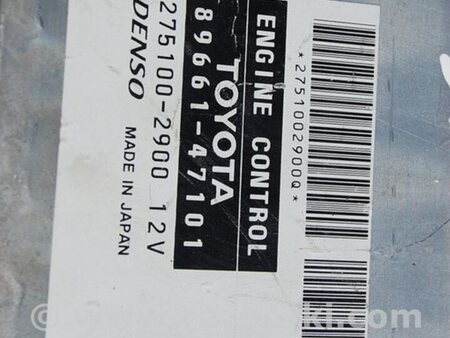 *2751002900Q*
ENGINE CONTROL
TOYOTA
89661-47101
275100-2900 12V
DENSO MADE IN JAPAN